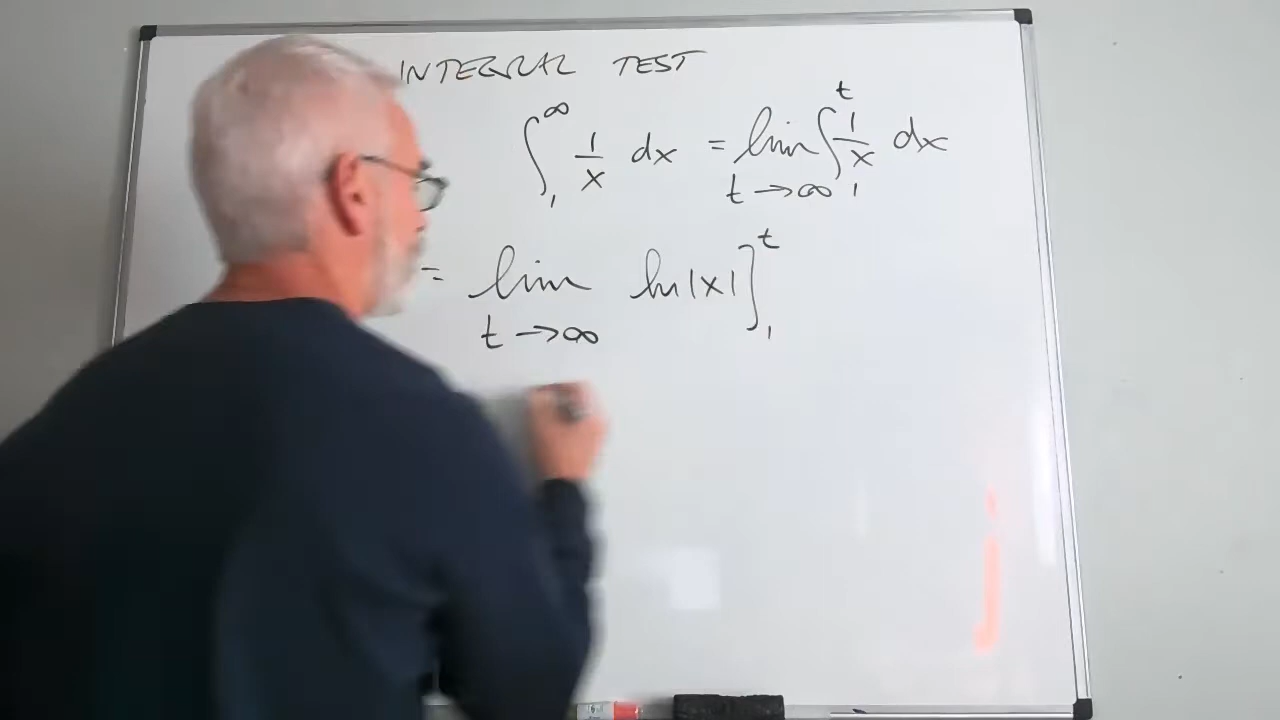 INTEGRAL TEST
∫₁^∞ 1/x dx = lim t→∞ ∫₁^t 1/x dx
= lim t→∞ ln|x|]₁^t